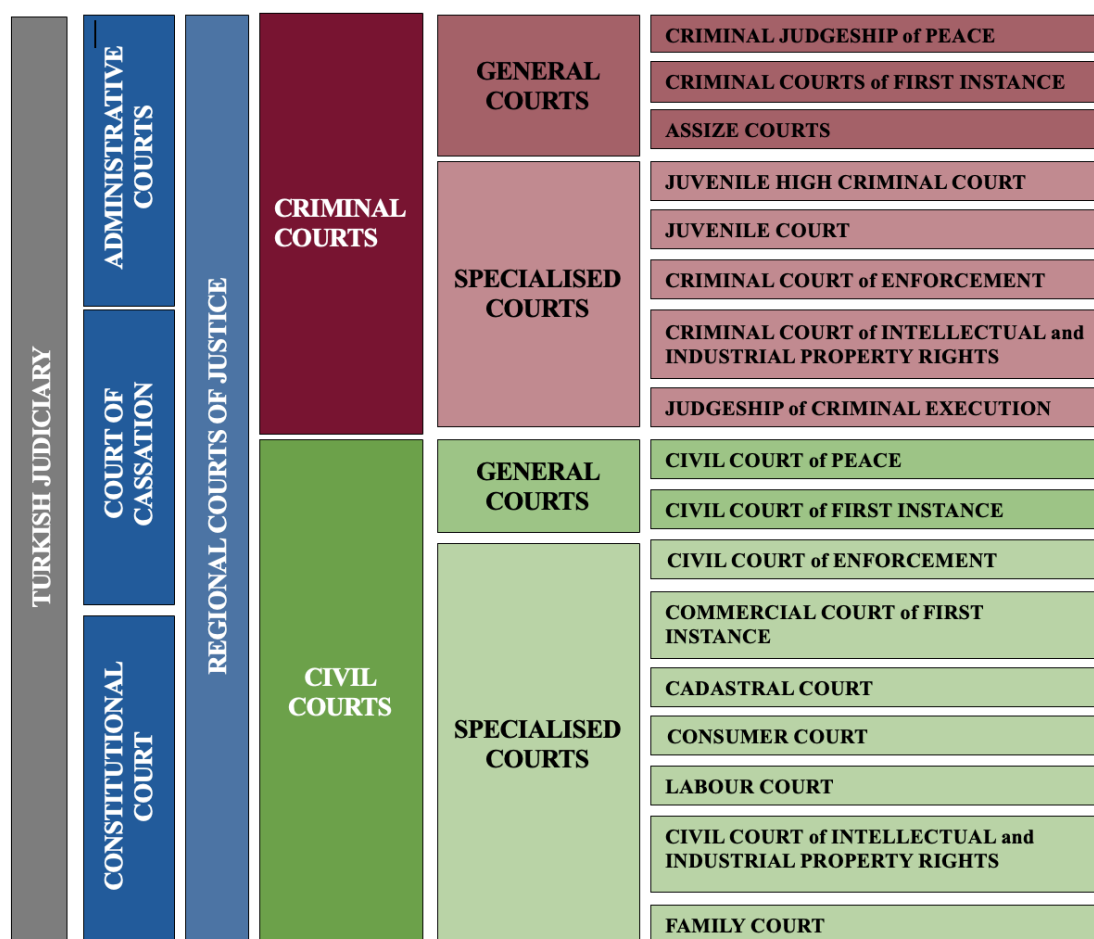 TURKISH JUDICIARY
ADMINISTRATIVE
COURTS
COURT OF
CASSATION
CONSTITUTIONAL
COURT
REGIONAL COURTS OF JUSTICE
CRIMINAL
COURTS
GENERAL
COURTS
CRIMINAL JUDGESHIP of PEACE
CRIMINAL COURTS of FIRST INSTANCE
ASSIZE COURTS
SPECIALISED
COURTS
JUVENILE HIGH CRIMINAL COURT
JUVENILE COURT
CRIMINAL COURT of ENFORCEMENT
CRIMINAL COURT of INTELLECTUAL and
INDUSTRIAL PROPERTY RIGHTS
JUDGESHIP of CRIMINAL EXECUTION
CIVIL
COURTS
GENERAL
COURTS
CIVIL COURT of PEACE
CIVIL COURT of FIRST INSTANCE
SPECIALISED
COURTS
CIVIL COURT of ENFORCEMENT
COMMERCIAL COURT of FIRST
INSTANCE
CADASTRAL COURT
CONSUMER COURT
LABOUR COURT
CIVIL COURT of INTELLECTUAL and
INDUSTRIAL PROPERTY RIGHTS
FAMILY COURT